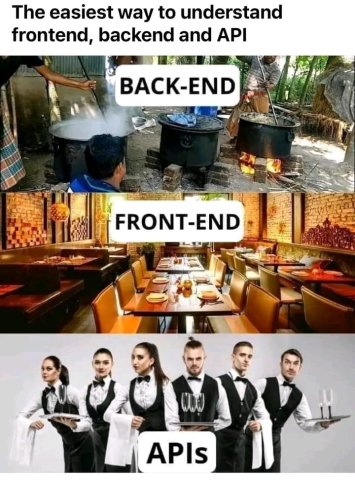 The easiest way to understand
frontend, backend and API
BACK-END
FRONT-END
APIs